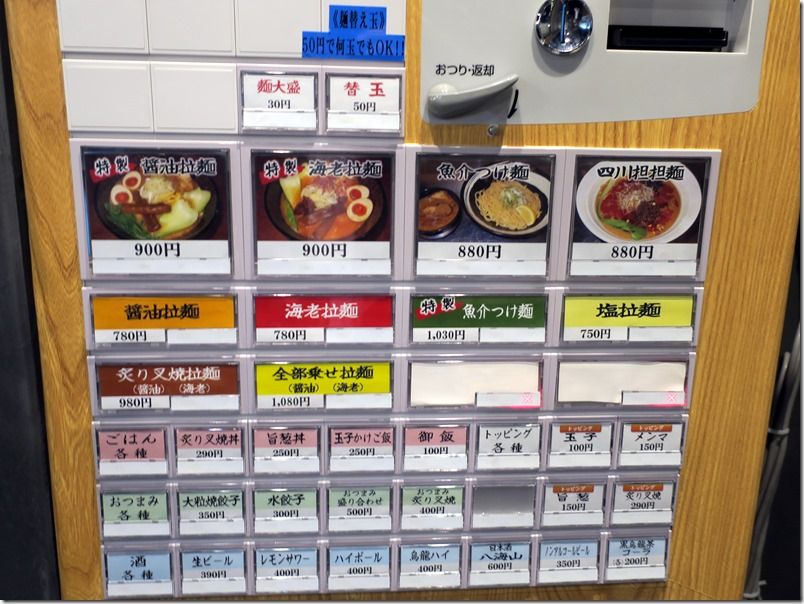 《麺替え玉》
50円で何玉でもOK!!
おつり・返却
麺大盛
30円
替玉
50円
特製 醤油拉麺
900円
特製 海老拉麺
900円
魚介つけ麺
880円
四川担担麺
880円
醤油拉麺
780円
海老拉麺
780円
特製 魚介つけ麺
1,030円
塩拉麺
750円
炙り叉焼拉麺
(醤油) (海老)
980円
全部乗せ拉麺
(醤油) (海老)
1,080円
ごはん
各種
炙り叉焼丼
290円
旨葱丼
250円
玉子かけご飯
250円
御飯
100円
トッピング
各種
トッピング
玉子
100円
トッピング
メンマ
150円
おつまみ
各種
大粒焼餃子
350円
水餃子
300円
おつまみ
盛り合わせ
500円
おつまみ
炙り叉焼
400円
トッピング
旨葱
150円
トッピング
炙り叉焼
290円
酒
各種
生ビール
390円
レモンサワー
400円
ハイボール
400円
烏龍ハイ
400円
日本酒
八海山
600円
ノンアルコールビール
350円
黒烏龍茶
コーラ
200円